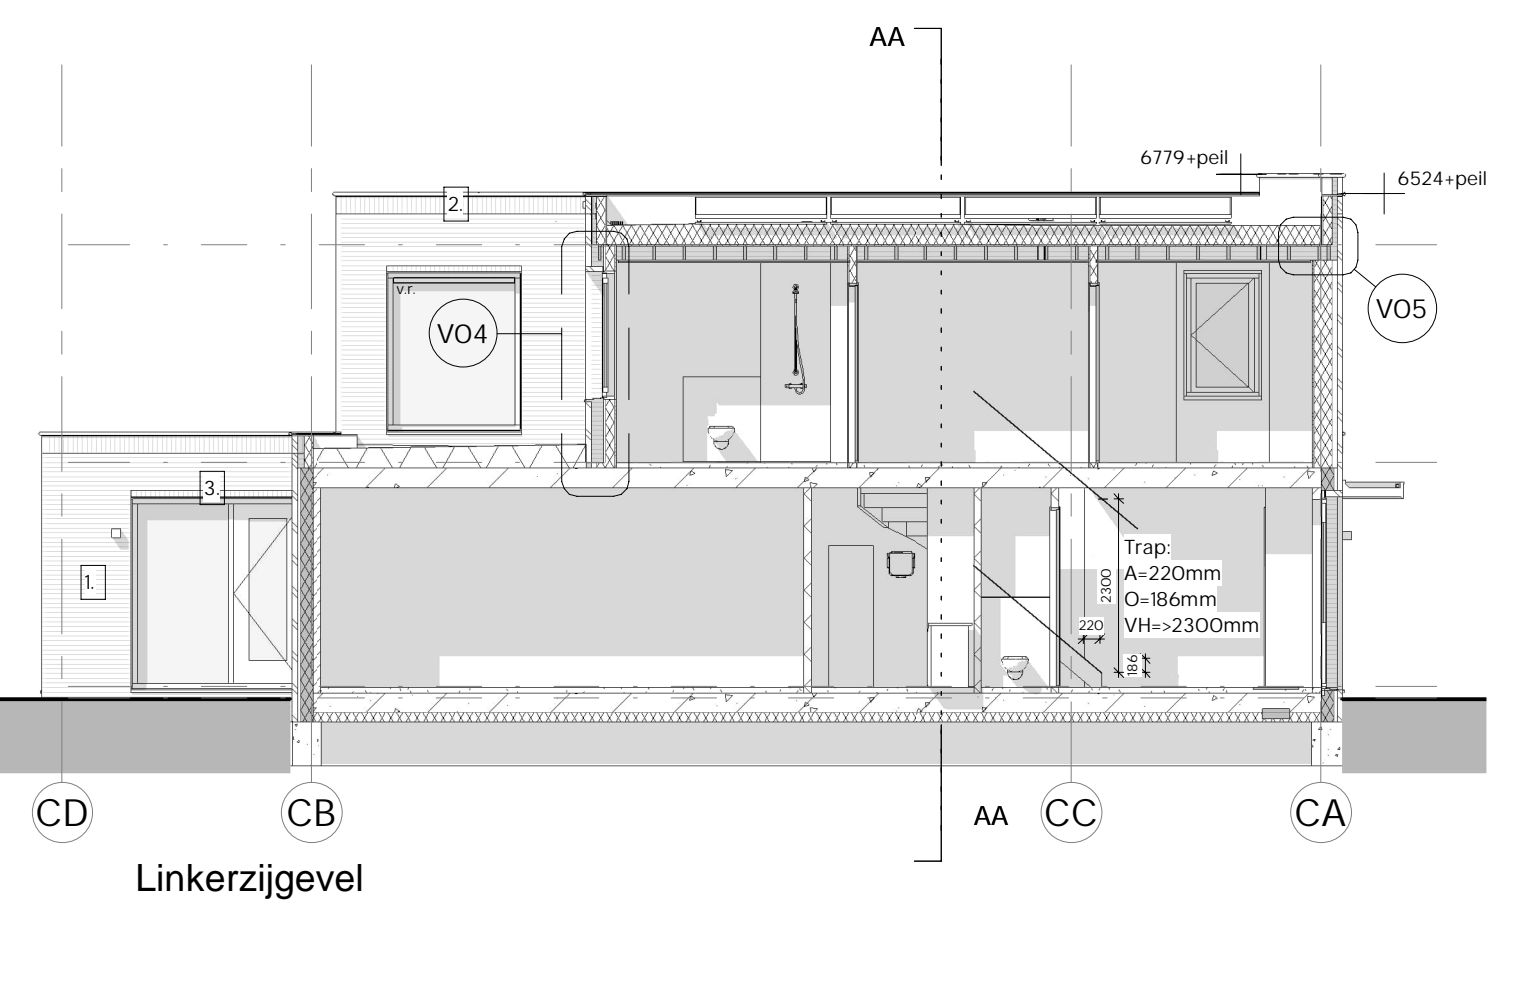 AA
6779+peil
6524+peil
2.
v.r.
VO4
VO5
3.
1.
Trap:
A=220mm
O=186mm
VH=>2300mm
2300
220
186
CD
CB
AA
CC
CA
Linkerzijgevel